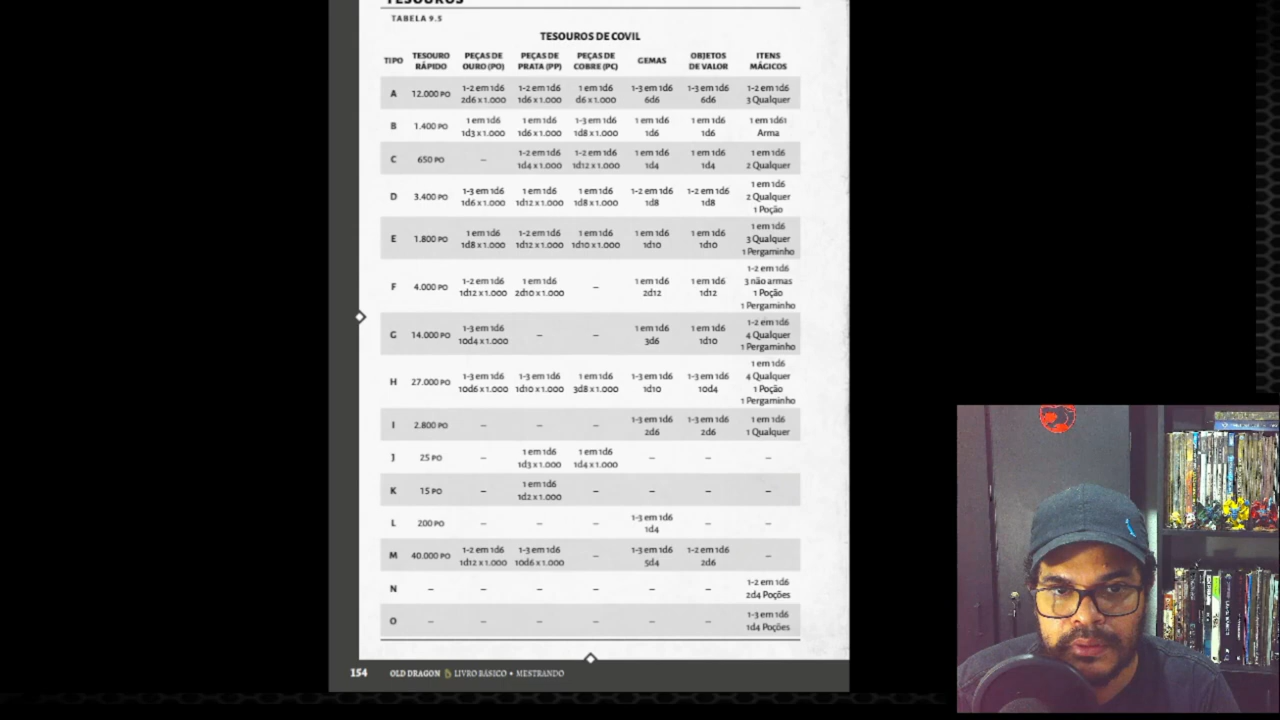 TESOUROS
TABELA 9.5
TESOUROS DE COVIL
TIPO TESOURO RÁPIDO PEÇAS DE OURO (PO) PEÇAS DE PRATA (PP) PEÇAS DE COBRE (PC) GEMAS OBJETOS DE VALOR ITENS MÁGICOS
A 12.000 PO 1-2 em 1d6 2d6 x 1.000 1-2 em 1d6 1d6 x 1.000 1 em 1d6 d6 x 1.000 1-3 em 1d6 6d6 1-3 em 1d6 6d6 1-2 em 1d6 3 Qualquer
B 1.400 PO 1 em 1d6 1d3 x 1.000 1 em 1d6 1d6 x 1.000 1-3 em 1d6 1d8 x 1.000 1 em 1d6 1d6 1 em 1d6 1d6 1 em 1d61 Arma
C 650 PO – 1-2 em 1d6 1d4 x 1.000 1-2 em 1d6 1d12 x 1.000 1 em 1d6 1d4 1 em 1d6 1d4 1 em 1d6 2 Qualquer
D 3.400 PO 1-3 em 1d6 1d6 x 1.000 1 em 1d6 1d12 x 1.000 1 em 1d6 1d8 x 1.000 1-2 em 1d6 1d8 1-2 em 1d6 1d8 1 em 1d6 2 Qualquer 1 Poção
E 1.800 PO 1 em 1d6 1d8 x 1.000 1-2 em 1d6 1d12 x 1.000 1 em 1d6 1d10 x 1.000 1 em 1d6 1d10 1 em 1d6 1d10 1 em 1d6 3 Qualquer 1 Pergaminho
F 4.000 PO 1-2 em 1d6 1d12 x 1.000 1 em 1d6 2d10 x 1.000 – 1 em 1d6 2d12 1 em 1d6 1d12 1-2 em 1d6 3 não armas 1 Poção 1 Pergaminho
G 14.000 PO 1-3 em 1d6 10d4 x 1.000 – – 1 em 1d6 3d6 1 em 1d6 1d10 1-2 em 1d6 4 Qualquer 1 Pergaminho
H 27.000 PO 1-3 em 1d6 10d6 x 1.000 1-3 em 1d6 1d10 x 1.000 1 em 1d6 3d8 x 1.000 1-3 em 1d6 1d10 1-3 em 1d6 10d4 1 em 1d6 4 Qualquer 1 Poção 1 Pergaminho
I 2.800 PO – – – 1-3 em 1d6 2d6 1-3 em 1d6 2d6 1 em 1d6 1 Qualquer
J 25 PO – 1 em 1d6 1d3 x 1.000 1 em 1d6 1d4 x 1.000 – – –
K 15 PO – 1 em 1d6 1d2 x 1.000 – – – –
L 200 PO – – – 1-3 em 1d6 1d4 – –
M 40.000 PO 1-2 em 1d6 1d12 x 1.000 1-3 em 1d6 10d6 x 1.000 – 1-3 em 1d6 5d4 1-2 em 1d6 2d6 –
N – – – – – – 1-2 em 1d6 2d4 Poções
O – – – – – – 1-3 em 1d6 1d4 Poções
154 OLD DRAGON LIVRO BÁSICO • MESTRANDO